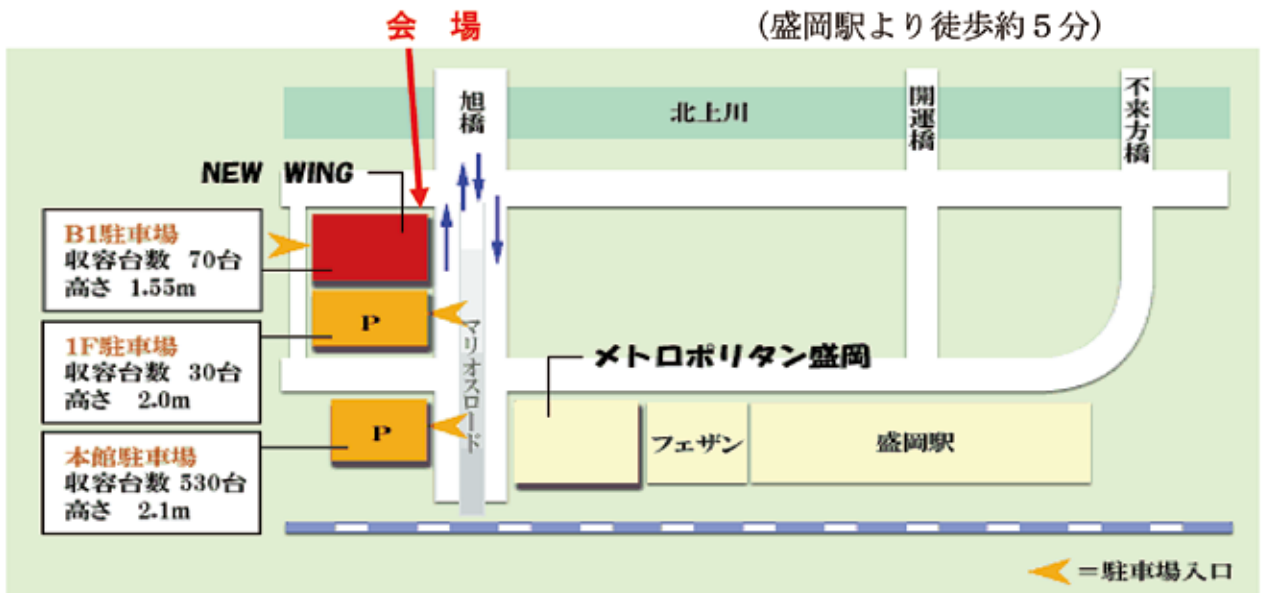 会　場
(盛岡駅より徒歩約５分)
旭橋
北上川
開運橋
不来方橋
NEW WING
B1駐車場
収容台数 70台
高さ 1.55m
P
1F駐車場
収容台数 30台
高さ 2.0m
マリオスロード
メトロポリタン盛岡
本館駐車場
収容台数 530台
高さ 2.1m
P
フェザン
盛岡駅
＝駐車場入口